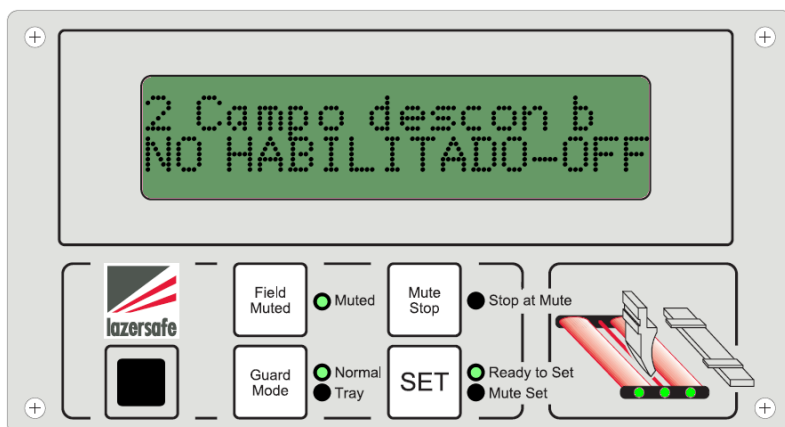 2 Campo descon b
NO HABILITADO-OFF
lazersafe
Field
Muted
Muted
Mute
Stop
Stop at Mute
Guard
Mode
Normal
Tray
SET
Ready to Set
Mute Set